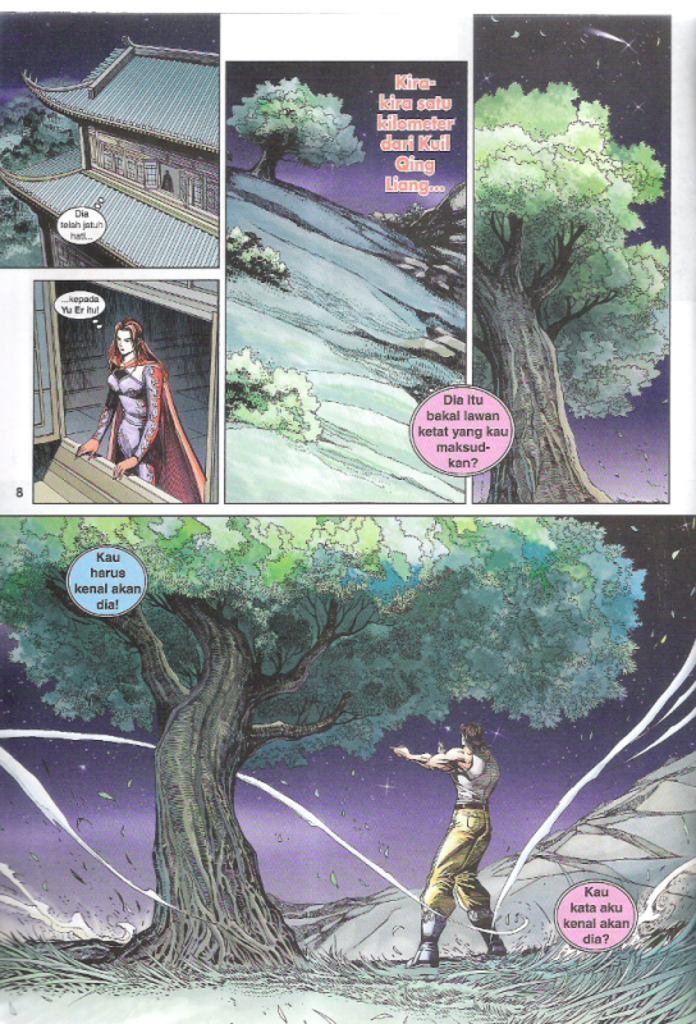 Dia
telah jatuh
hati...
...kepada
Yu Er itu!
Kira-
kira satu
kilometer
dari Kuil
Qing
Liang...
Dia itu
bakal lawan
ketat yang kau
maksud-
kan?
8
Kau
harus
kenal akan
dia!
Kau
kata aku
kenal akan
dia?